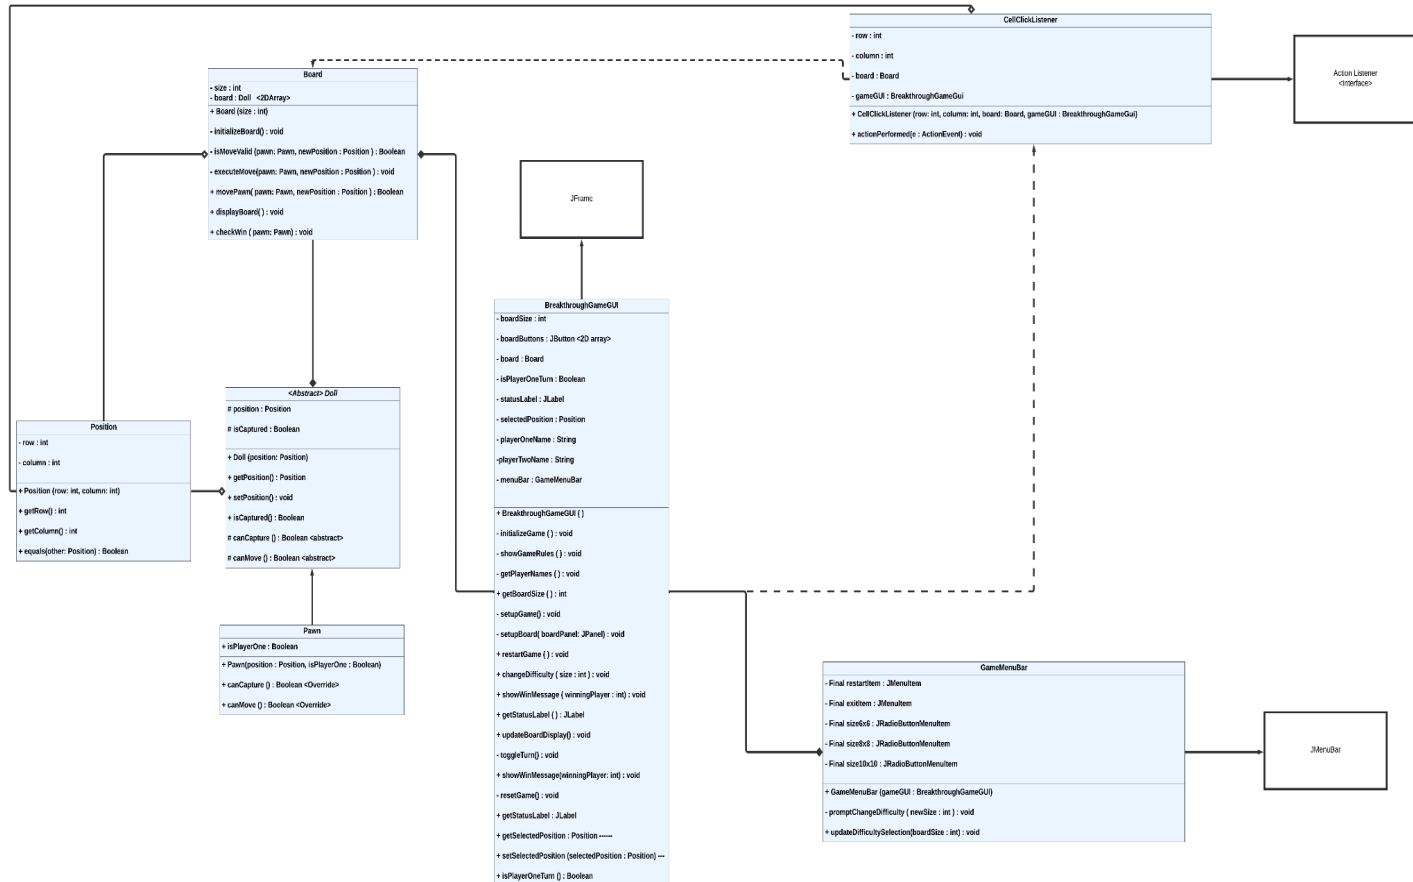 CellClickListener
- row : int
- column : int
- board : Board
- gameGUI : BreakthroughGameGui
+ CellClickListener (row: int, column: int, board: Board, gameGUI : BreakthroughGameGui)
+ actionPerformed(e : ActionEvent) : void
Action Listener
<Interface>
Board
- size : int
- board : Doll <2DArray>
+ Board (size : int)
- initializeBoard() : void
- isMoveValid (pawn: Pawn, newPosition : Position ) : Boolean
- executeMove(pawn: Pawn, newPosition : Position ) : void
+ movePawn( pawn: Pawn, newPosition : Position ) : Boolean
+ displayBoard( ) : void
+ checkWin ( pawn: Pawn) : void
JFrame
BreakthroughGameGUI
- boardSize : int
- boardButtons : JButton <2D array>
- board : Board
- isPlayerOneTurn : Boolean
- statusLabel : JLabel
- selectedPosition : Position
- playerOneName : String
-playerTwoName : String
- menuBar : GameMenuBar
+ BreakthroughGameGUI ( )
- initializeGame ( ) : void
- showGameRules ( ) : void
- getPlayerNames ( ) : void
+ getBoardSize ( ) : int
- setupGame() : void
- setupBoard( boardPanel: JPanel) : void
+ restartGame ( ) : void
+ changeDifficulty ( size : int ) : void
+ showWinMessage ( winningPlayer : int) : void
+ getStatusLabel ( ) : JLabel
+ updateBoardDisplay() : void
- toggleTurn() : void
+ showWinMessage(winningPlayer: int) : void
- resetGame() : void
+ getStatusLabel : JLabel
+ getSelectedPosition : Position ------
+ setSelectedPosition (selectedPosition : Position) ---
+ isPlayerOneTurn () : Boolean
<Abstract> Doll
# position : Position
# isCaptured : Boolean
+ Doll (position: Position)
+ getPosition() : Position
+ setPosition() : void
+ isCaptured() : Boolean
# canCapture () : Boolean <abstract>
# canMove () : Boolean <abstract>
Position
- row : int
- column : int
+ Position (row: int, column: int)
+ getRow() : int
+ getColumn() : int
+ equals(other: Position) : Boolean
Pawn
+ isPlayerOne : Boolean
+ Pawn(position : Position, isPlayerOne : Boolean)
+ canCapture () : Boolean <Override>
+ canMove () : Boolean <Override>
GameMenuBar
- Final restartItem : JMenuItem
- Final exitItem : JMenuItem
- Final size6x6 : JRadioButtonMenuItem
- Final size8x8 : JRadioButtonMenuItem
- Final size10x10 : JRadioButtonMenuItem
+ GameMenuBar (gameGUI : BreakthroughGameGUI)
- promptChangeDifficulty ( newSize : int ) : void
+ updateDifficultySelection(boardSize : int) : void
JMenuBar